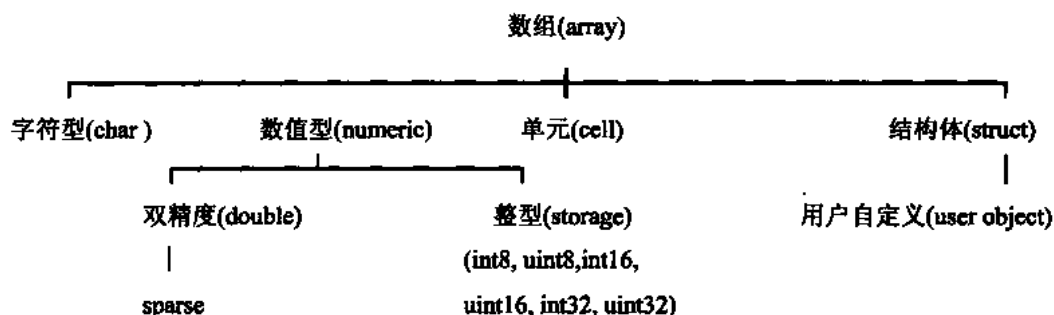 数组(array)
字符型(char )
数值型(numeric)
单元(cell)
结构体(struct)
双精度(double)
整型(storage)
用户自定义(user object)
(int8, uint8,int16,
sparse
uint16, int32, uint32)